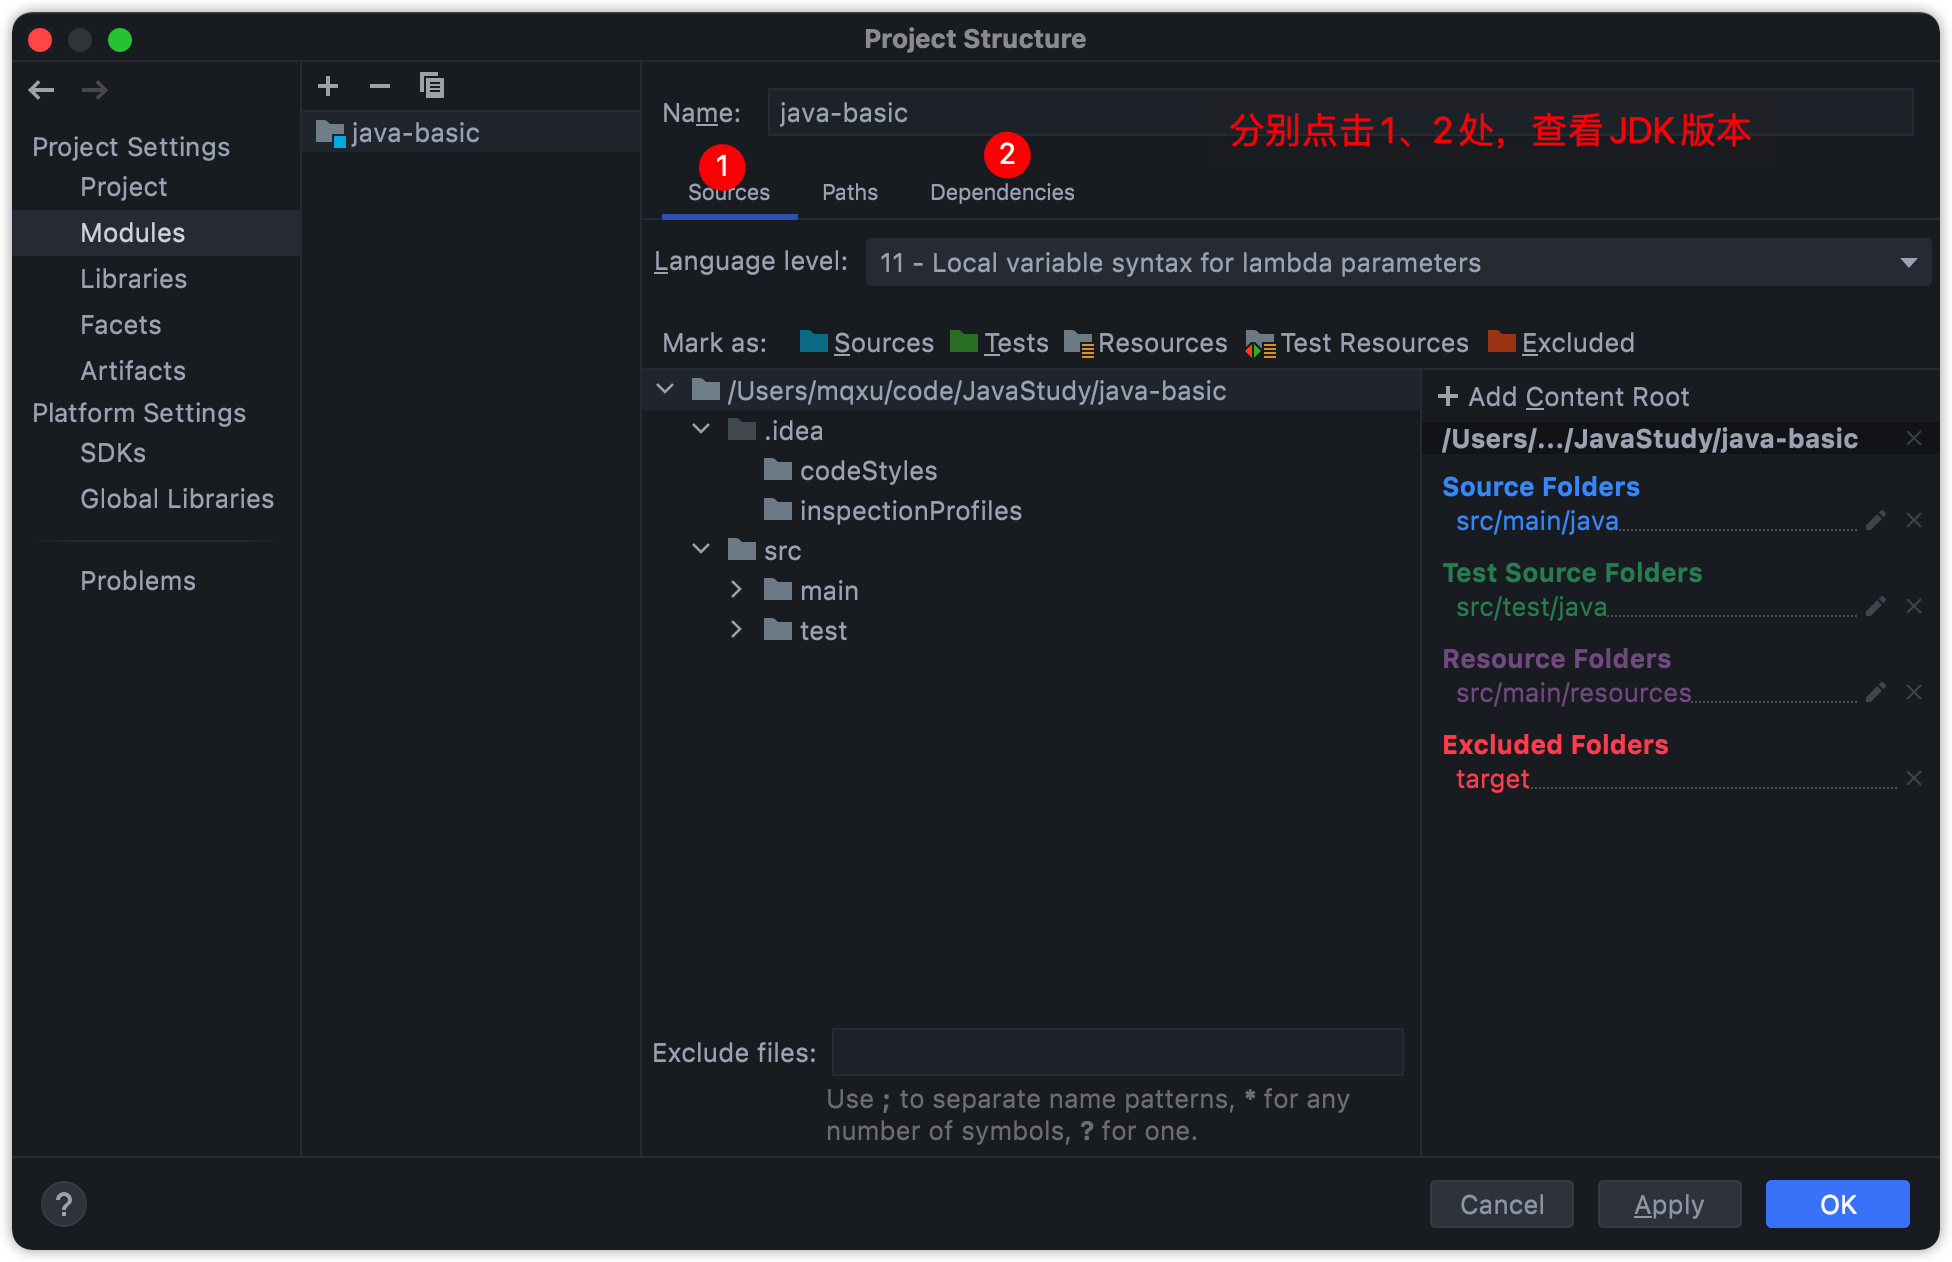 Project Structure
Project Settings
Project
Modules
Libraries
Facets
Artifacts
Platform Settings
SDKs
Global Libraries
Problems
java-basic
Name: java-basic
分别点击1、2处，查看JDK版本
1
2
Sources Paths Dependencies
Language level: 11 - Local variable syntax for lambda parameters
Mark as: Sources Tests Resources Test Resources Excluded
/Users/mqxu/code/JavaStudy/java-basic
.idea
codeStyles
inspectionProfiles
src
main
test
Add Content Root
/Users/.../JavaStudy/java-basic
Source Folders
src/main/java
Test Source Folders
src/test/java
Resource Folders
src/main/resources
Excluded Folders
target
Exclude files:
Use ; to separate name patterns, * for any
number of symbols, ? for one.
?
Cancel Apply OK